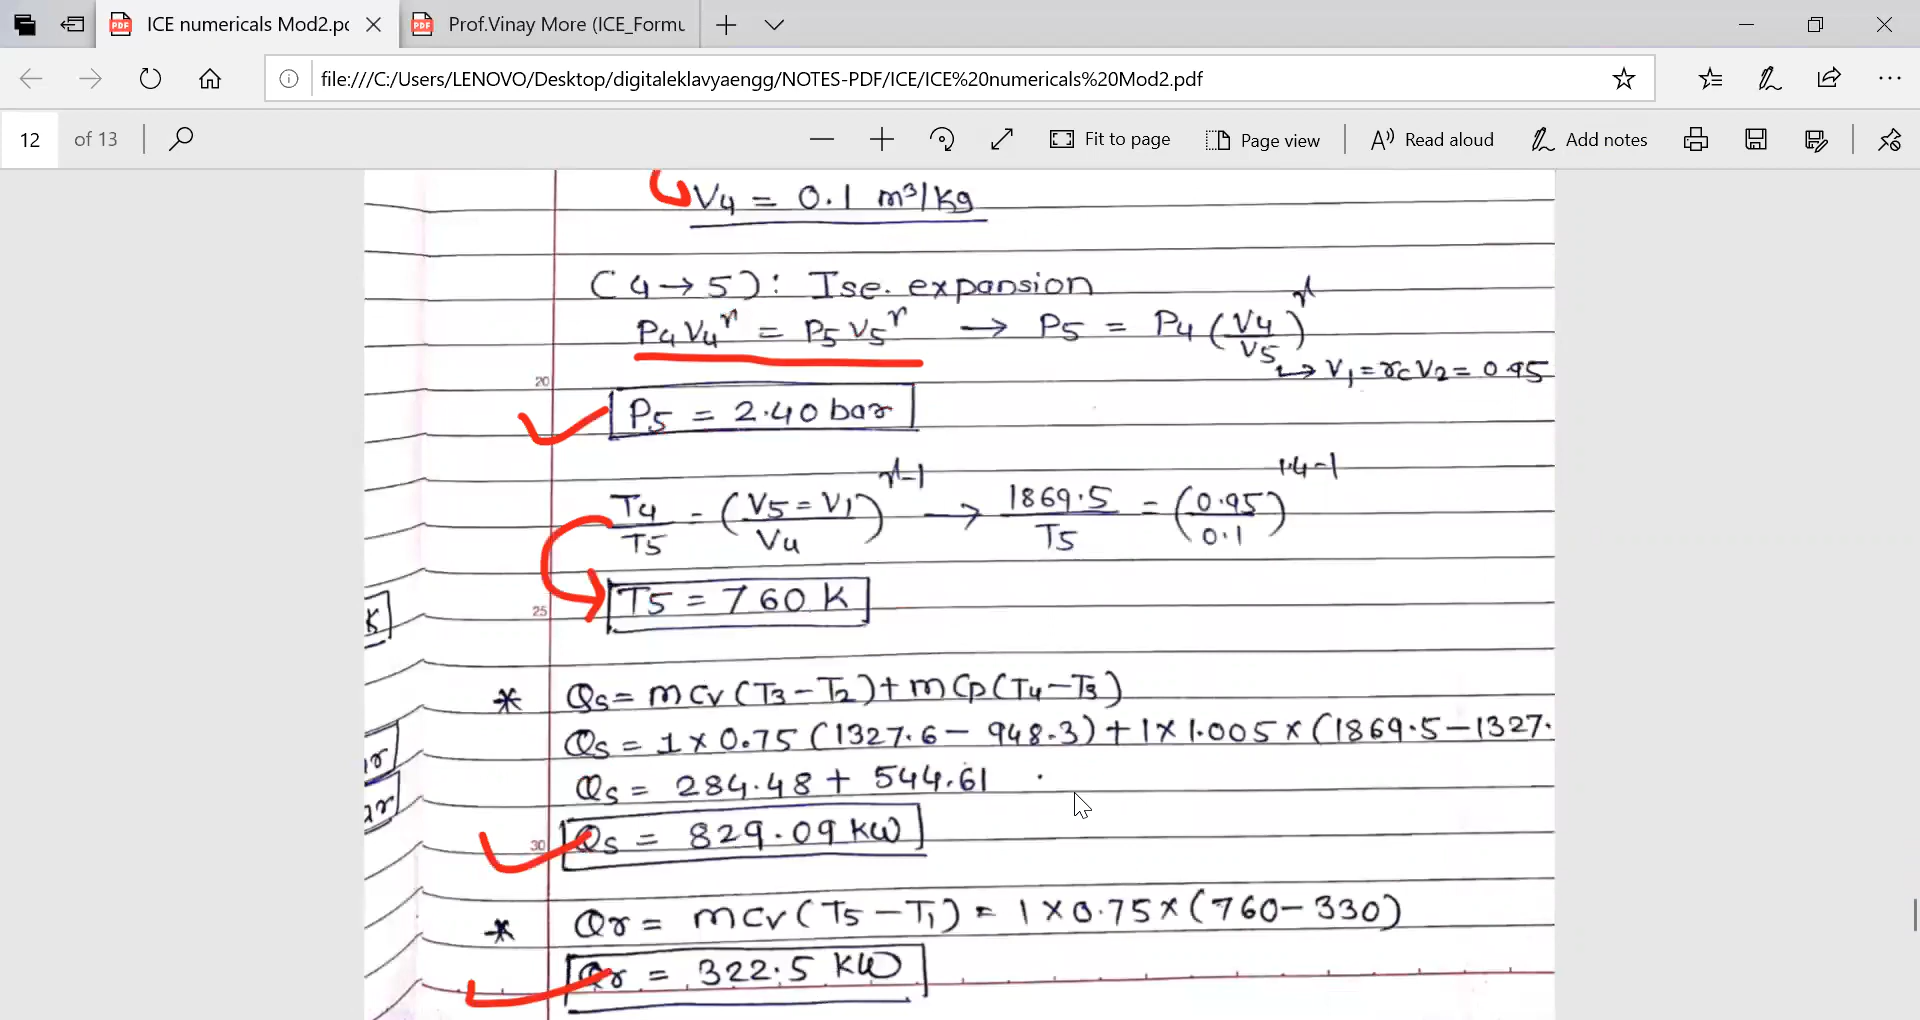 ICE numericals Mod2.pd
Prof.Vinay More (ICE_Formu
file:///C:/Users/LENOVO/Desktop/digitaleklavyaengg/NOTES-PDF/ICE/ICE%20numericals%20Mod2.pdf
12 of 13
Fit to page
Page view
Read aloud
Add notes
V4 = 0.1 m³/kg
(4→5): Ise. expansion
P4V4^r = P5V5^r → P5 = P4 (V4/V5)^r
↳ V1 = rcV2 = 0.95
20
P5 = 2.40 bar
T4/T5 = (V5=V1/V4)^r-1 → 1869.5/T5 = (0.95/0.1)^1.4-1
K
25
T5 = 760 K
* Qs = mCv(T3-T2)+mCp(T4-T3)
Qs = 1×0.75(1327.6-948.3)+1×1.005×(1869.5-1327.
Qs = 284.48 + 544.61
30
Qs = 829.09 KW
* Qr = mCv(T5-T1) = 1×0.75×(760-330)
Qr = 322.5 KW